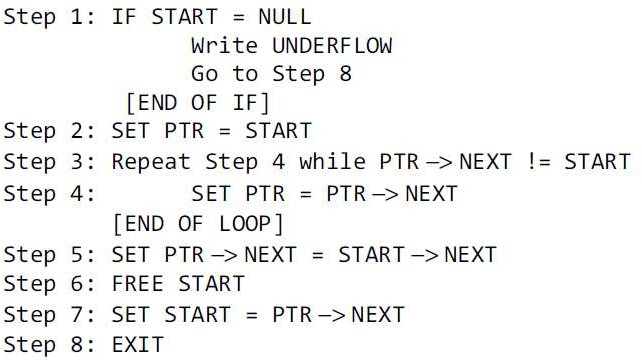 Step 1: IF START = NULL
Write UNDERFLOW
Go to Step 8
[END OF IF]
Step 2: SET PTR = START
Step 3: Repeat Step 4 while PTR —> NEXT != START
Step 4: SET PTR = PTR —> NEXT
[END OF LOOP]
Step 5: SET PTR —> NEXT = START —> NEXT
Step 6: FREE START
Step 7: SET START = PTR —> NEXT
Step 8: EXIT